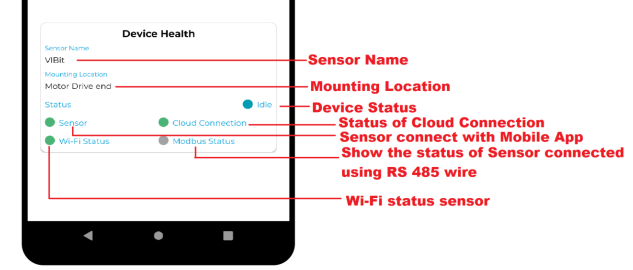 Device Health
Sensor Name
VIBit
Sensor Name
Mounting Location
Motor Drive end
Mounting Location
Status
Idle
Device Status
Sensor
Cloud Connection
Status of Cloud Connection
Sensor connect with Mobile App
Wi-Fi Status
Modbus Status
Show the status of Sensor connected
using RS 485 wire
Wi-Fi status sensor